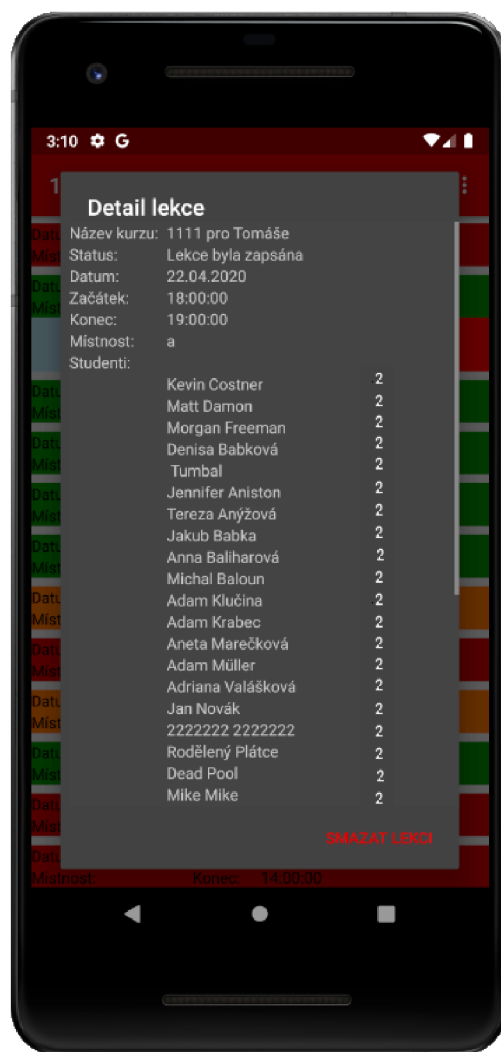 3:10 G
1
Detail lekce
Název kurzu: 1111 pro Tomáše
Status: Lekce byla zapsána
Datum: 22.04.2020
Začátek: 18:00:00
Konec: 19:00:00
Místnost: a
Studenti:
Kevin Costner 2
Matt Damon 2
Morgan Freeman 2
Denisa Babková 2
Tumbal 2
Jennifer Aniston 2
Tereza Anýžová 2
Jakub Babka 2
Anna Baliharová 2
Michal Baloun 2
Adam Klučina 2
Adam Krabec 2
Aneta Marečková 2
Adam Müller 2
Adriana Valášková 2
Jan Novák 2
2222222 2222222 2
Rodělený Plátce 2
Dead Pool 2
Mike Mike 2
SMAZAT LEKCI
Místnost: Konec: 14:00:00